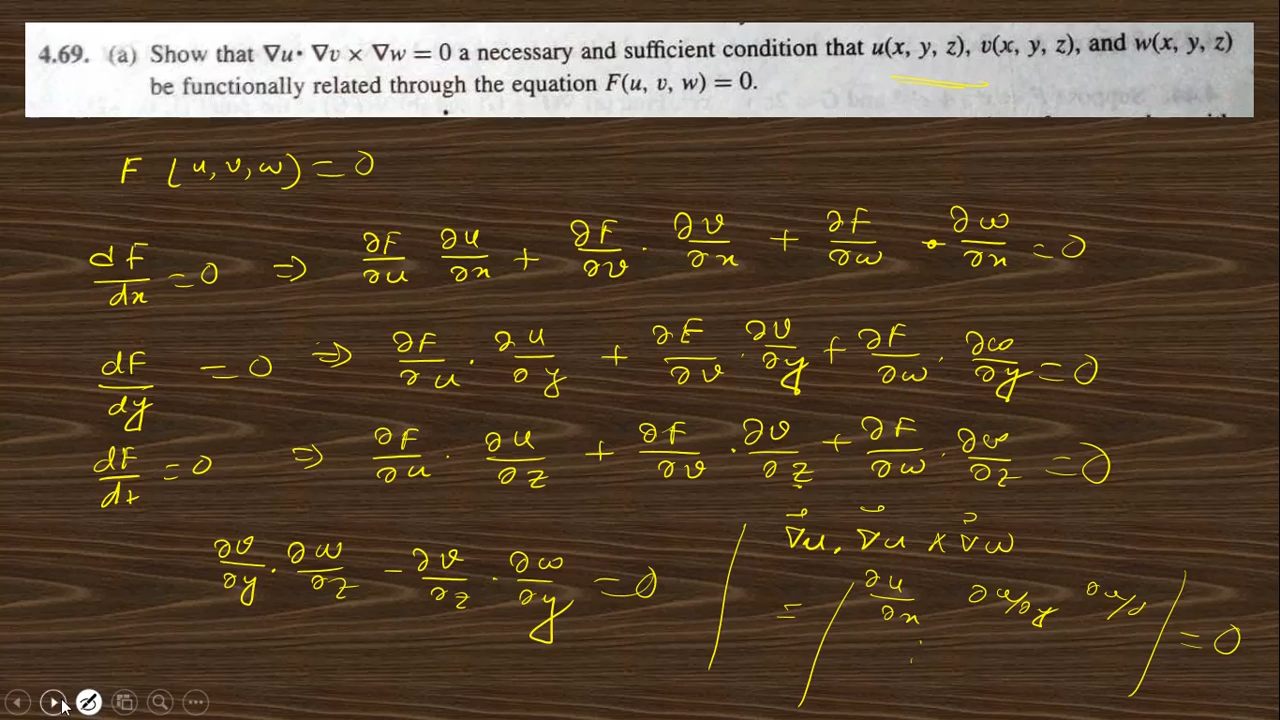 4.69. (a) Show that ∇u· ∇v × ∇w = 0 a necessary and sufficient condition that u(x, y, z), v(x, y, z), and w(x, y, z)
be functionally related through the equation F(u, v, w) = 0.
F (u, v, w) = 0
dF/dx = 0 ⇒ ∂F/∂u ∂u/∂x + ∂F/∂v · ∂v/∂x + ∂F/∂w · ∂w/∂x = 0
dF/dy = 0 ⇒ ∂F/∂u · ∂u/∂y + ∂F/∂v · ∂v/∂y + ∂F/∂w · ∂w/∂y = 0
dF/dz = 0 ⇒ ∂F/∂u · ∂u/∂z + ∂F/∂v · ∂v/∂z + ∂F/∂w · ∂w/∂z = 0
∂v/∂y · ∂w/∂z - ∂v/∂z · ∂w/∂y = 0
∇u · ∇u × ∇w
= | ∂u/∂x ∂u/∂y | = 0